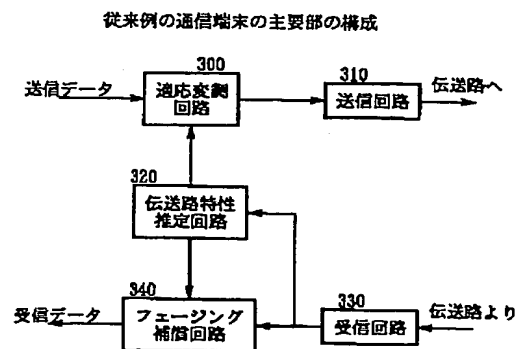 従来例の通信端末の主要部の構成
300
310
送信データ
適応変調
回路
送信回路
伝送路へ
320
伝送路特性
推定回路
340
330
受信データ
フェージング
補償回路
受信回路
伝送路より